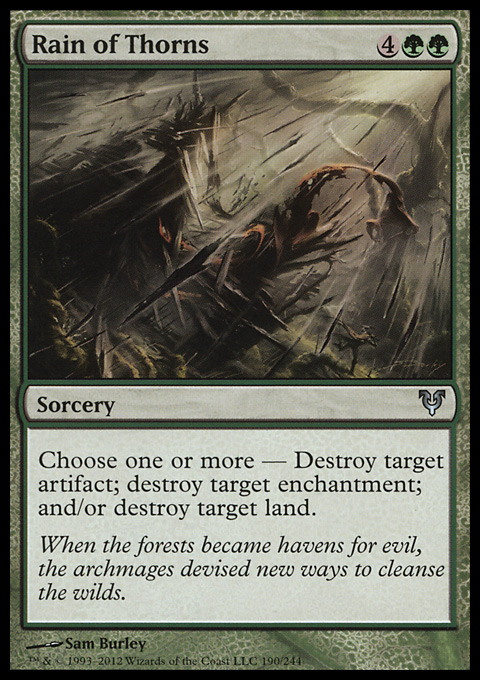 Rain of Thorns 4
Sorcery
Choose one or more — Destroy target
artifact; destroy target enchantment;
and/or destroy target land.
When the forests became havens for evil,
the archmages devised new ways to cleanse
the wilds.
Sam Burley
™ & © 1993–2012 Wizards of the Coast LLC 190/244